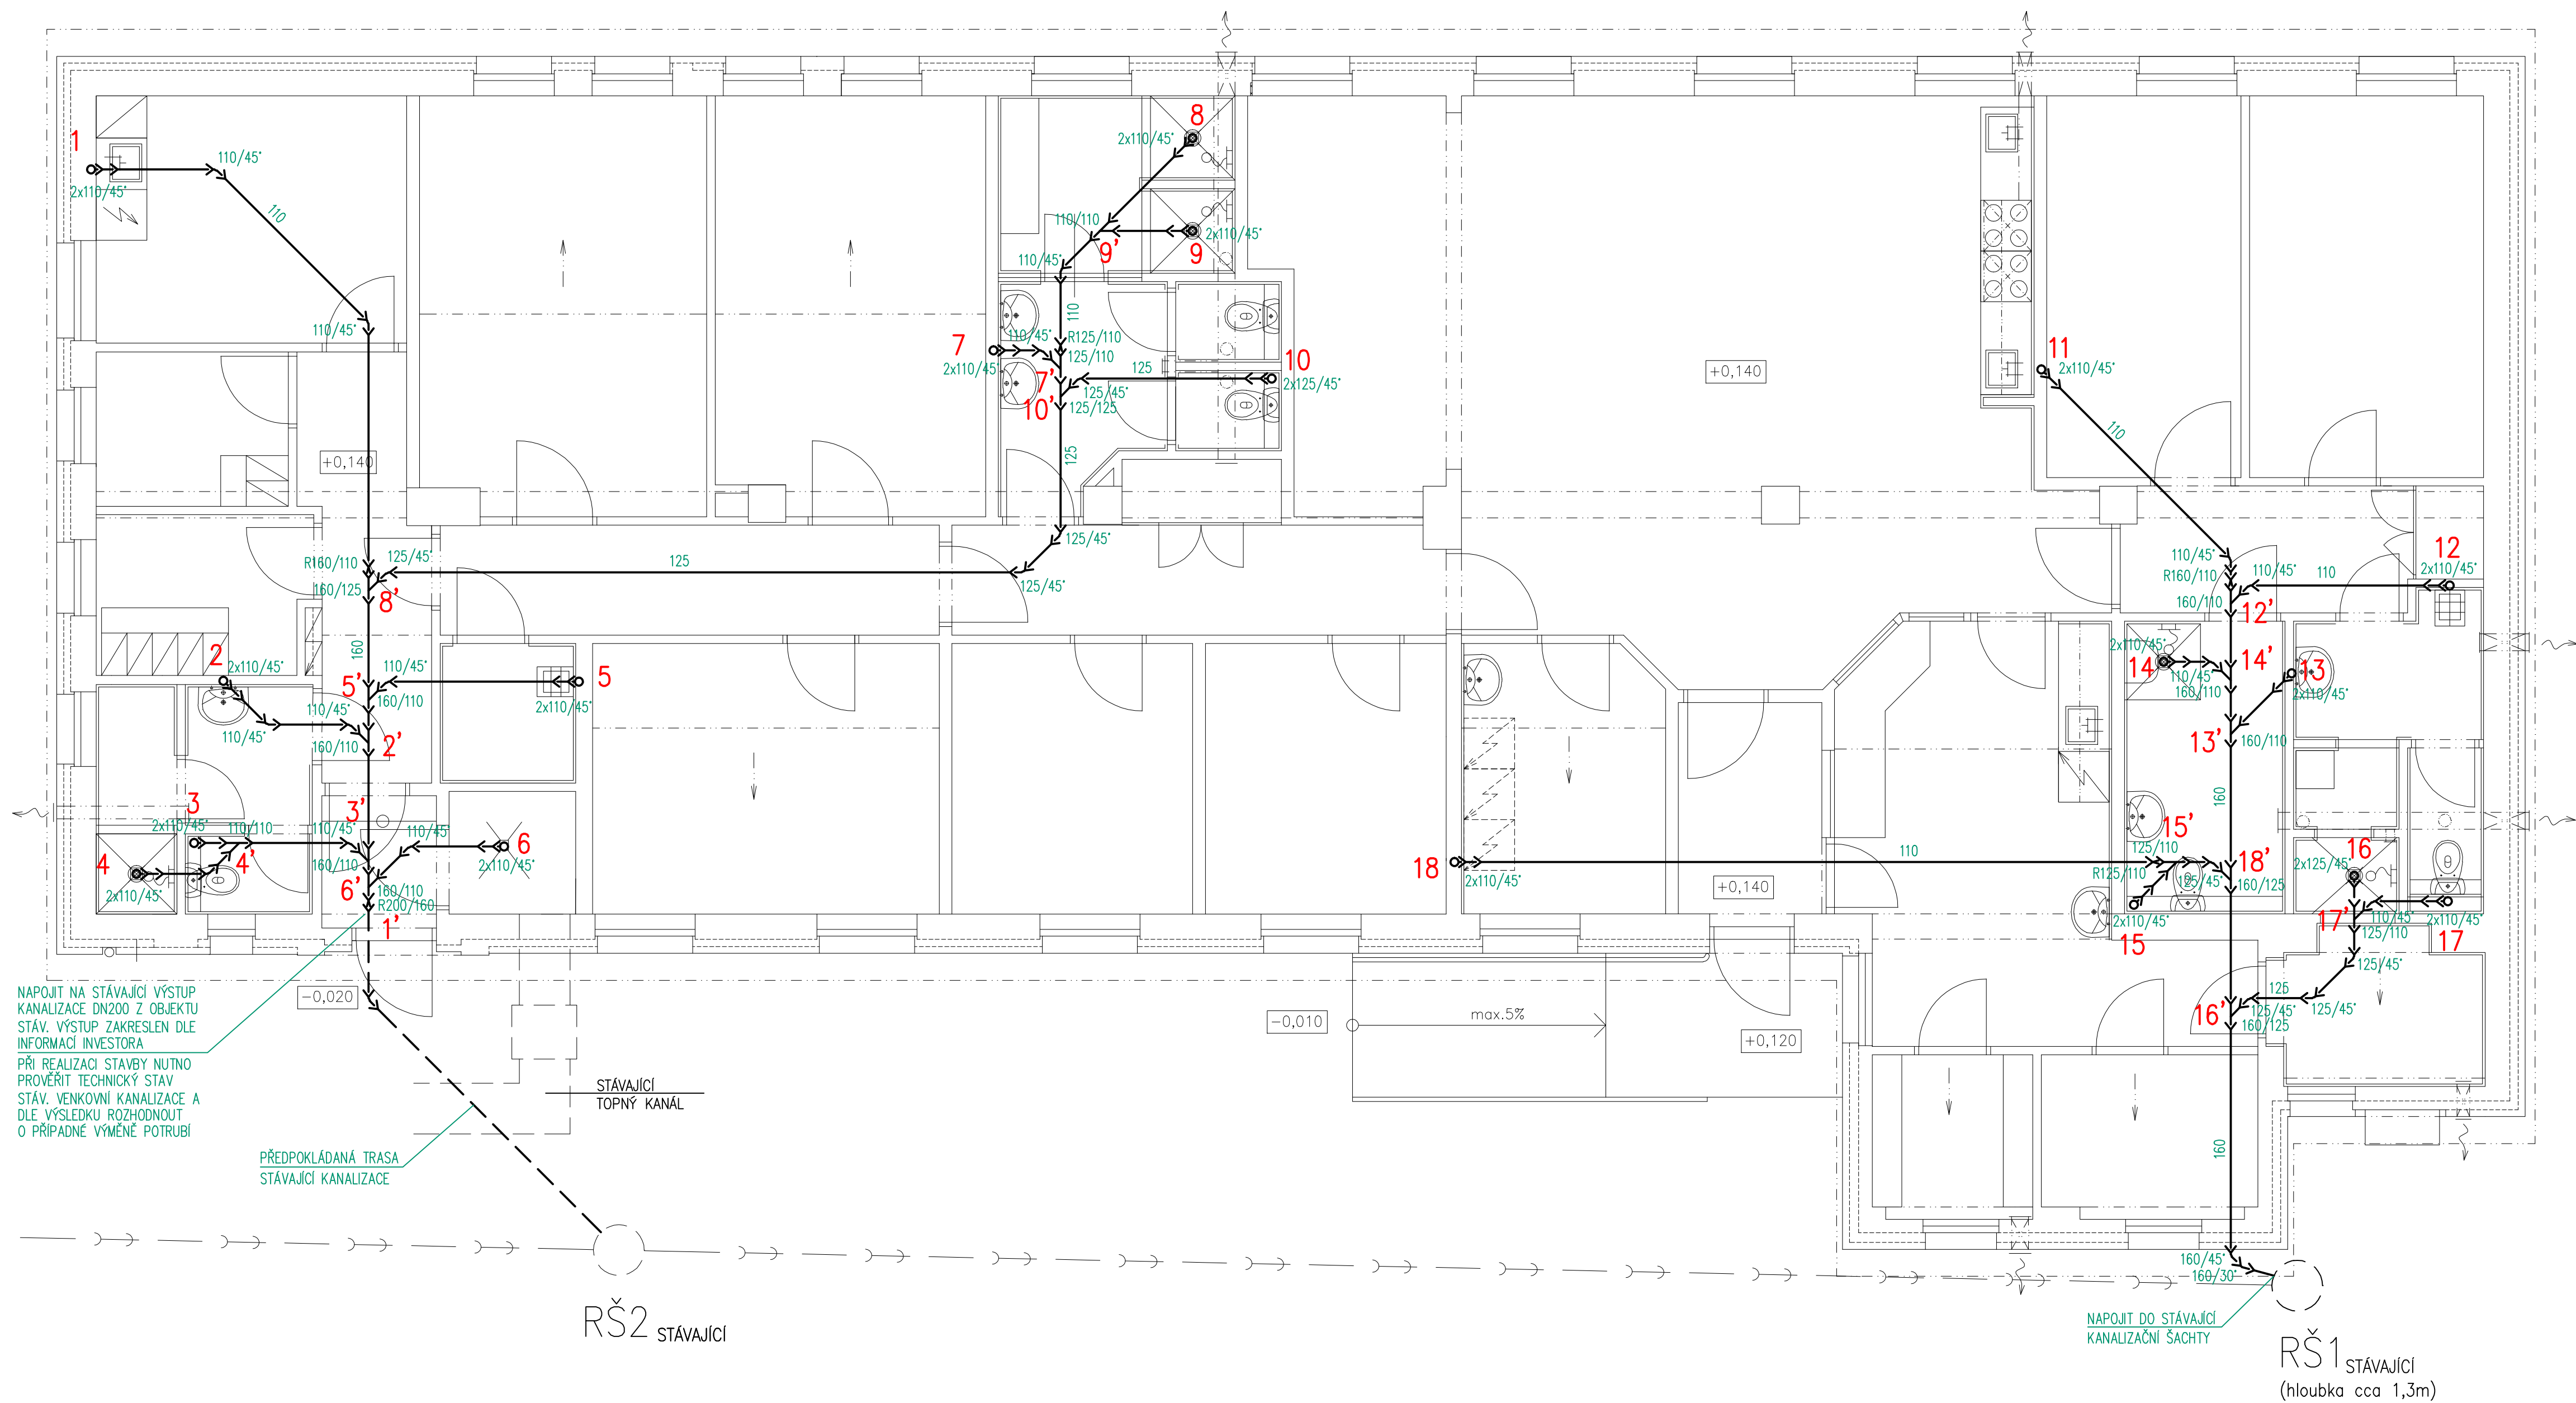 1
110/45°
2x110/45°
110
110/45°
8
2x110/45°
110/110
9'
2x110/45°
9
110/45°
110
R125/110
7
110/45°
2x110/45°
125/110
7'
125
10
2x125/45°
125/45°
10'
125/125
125
125/45°
125/45°
+0,140
+0,140
R160/110
125/45°
125
160/125
8'
160
2
2x110/45°
5'
110/45°
160/110
5
2x110/45°
110/45°
110/45°
160/110
2'
3
2x110/45°
110/110
110/45°
3'
110/45°
4
4'
2x110/45°
160/110
6
2x110/45°
6'
160/110
R200/160
1'
-0,020
11
2x110/45°
110
110/45°
R160/110
110/45°
110
12
2x110/45°
160/110
12'
2x110/45°
14
110/45°
14'
160/110
13
2x110/45°
13'
160/110
160
15'
125/110
18
2x110/45°
110
R125/110
125/45°
18'
160/125
2x110/45°
15
16
2x125/45°
17'
110/45°
2x110/45°
125/110
17
125/45°
125
125/45°
125/45°
16'
160/125
160
160/45°
160/30°
+0,140
-0,010
max.5%
+0,120
NAPOJIT NA STÁVAJÍCÍ VÝSTUP
KANALIZACE DN200 Z OBJEKTU
STÁV. VÝSTUP ZAKRESLEN DLE
INFORMACÍ INVESTORA
PŘI REALIZACI STAVBY NUTNO
PROVĚŘIT TECHNICKÝ STAV
STÁV. VENKOVNÍ KANALIZACE A
DLE VÝSLEDKU ROZHODNOUT
O PŘÍPADNÉ VÝMĚNĚ POTRUBÍ
STÁVAJÍCÍ
TOPNÝ KANÁL
PŘEDPOKLÁDANÁ TRASA
STÁVAJÍCÍ KANALIZACE
RŠ2 STÁVAJÍCÍ
NAPOJIT DO STÁVAJÍCÍ
KANALIZAČNÍ ŠACHTY
RŠ1 STÁVAJÍCÍ
(hloubka cca 1,3m)